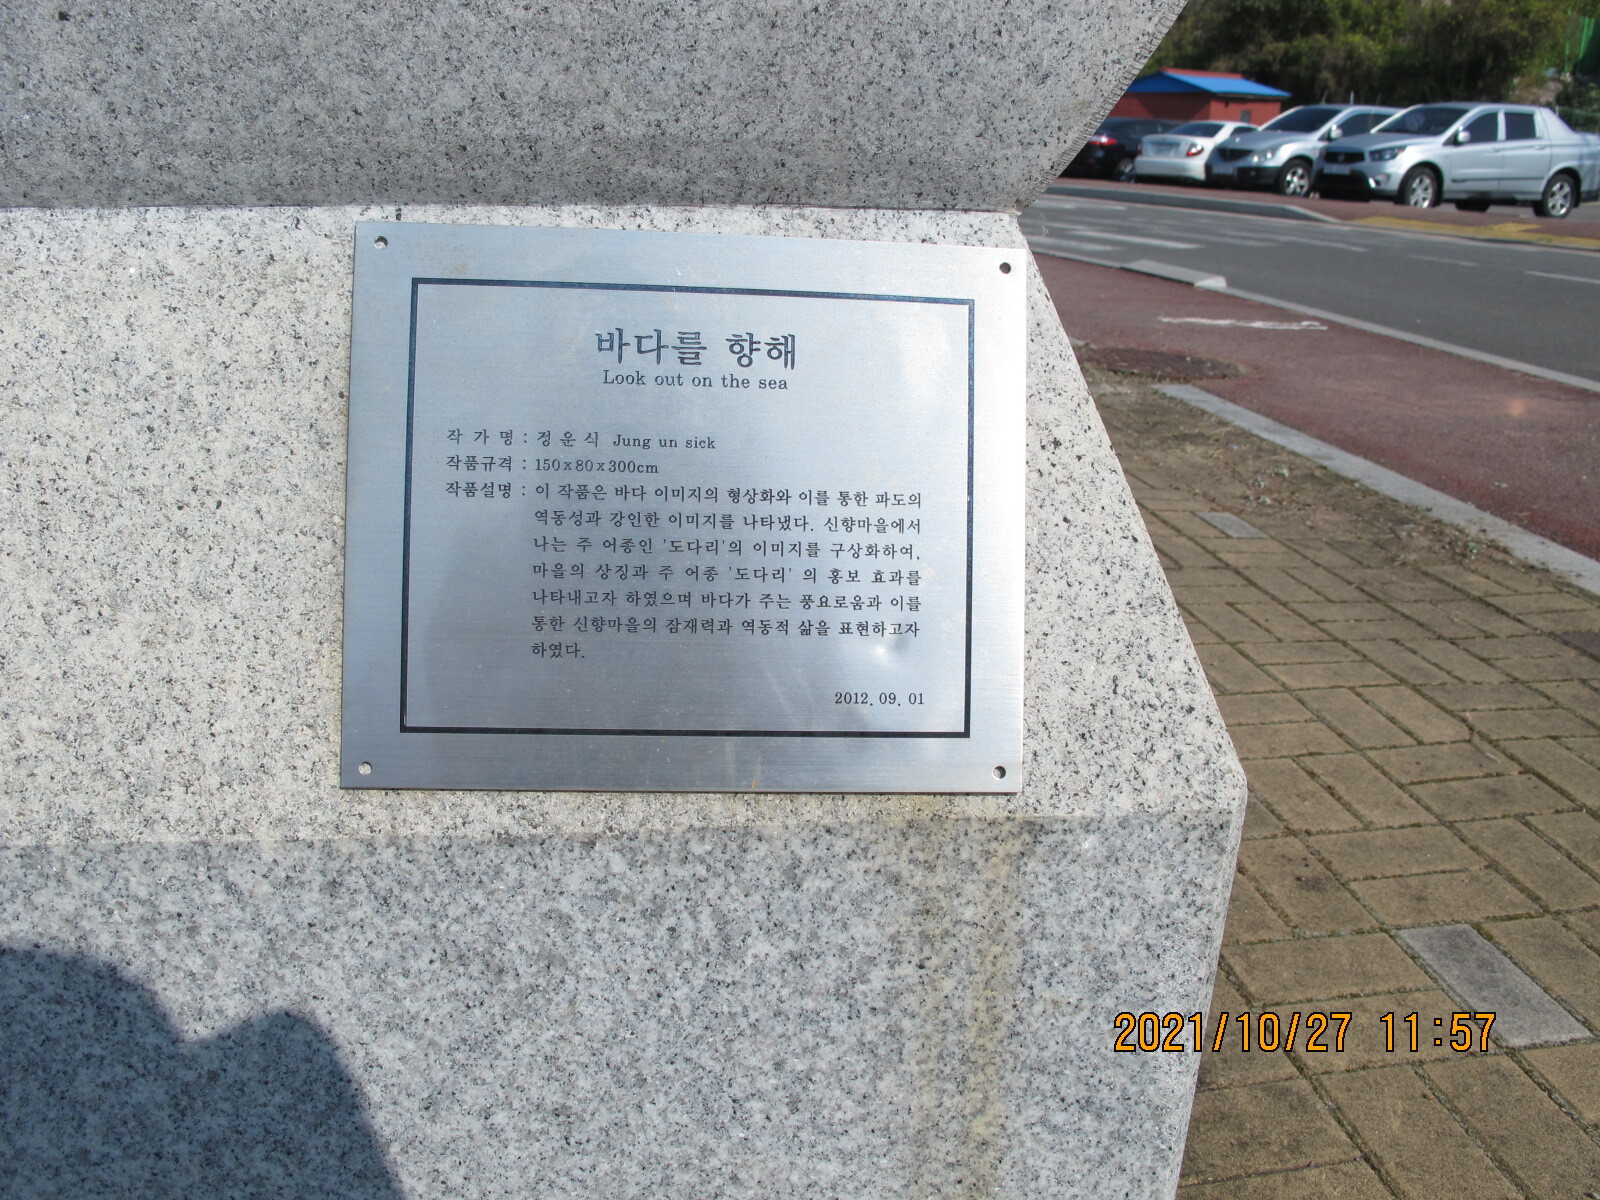 바다를 향해
Look out on the sea
작 가 명 : 정 운 식 Jung un sick
작품규격 : 150x80x300cm
작품설명 : 이 작품은 바다 이미지의 형상화와 이를 통한 파도의
역동성과 강인한 이미지를 나타냈다. 신향마을에서
나는 주 어종인 '도다리'의 이미지를 구상화하여,
마을의 상징과 주 어종 '도다리' 의 홍보 효과를
나타내고자 하였으며 바다가 주는 풍요로움과 이를
통한 신향마을의 잠재력과 역동적 삶을 표현하고자
하였다.
2012. 09. 01
2021/10/27 11:57